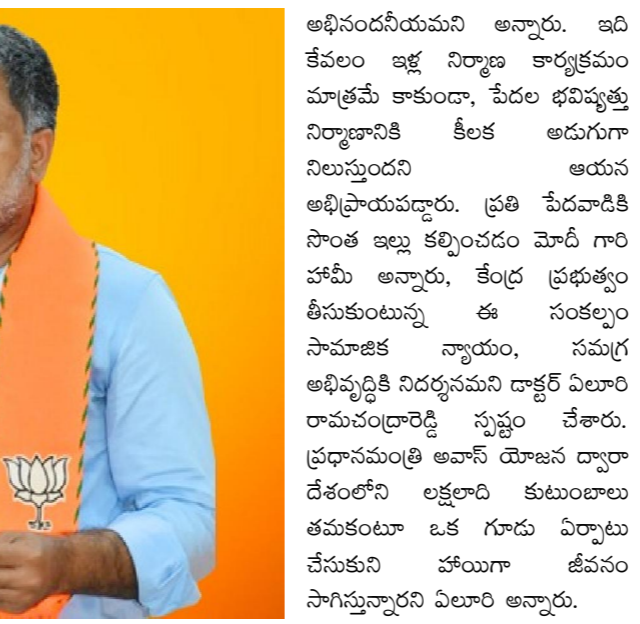 అభినందనీయమని అన్నారు. ఇది
కేవలం ఇళ్ల నిర్మాణ కార్యక్రమం
మాత్రమే కాకుండా, పేదల భవిష్యత్తు
నిర్మాణానికి కీలక అడుగుగా
నిలుస్తుందని ఆయన
అభిప్రాయపడ్డారు. ప్రతి పేదవాడికి
సొంత ఇల్లు కల్పించడం మోదీ గారి
హామీ అన్నారు, కేంద్ర ప్రభుత్వం
తీసుకుంటున్న ఈ సంకల్పం
సామాజిక న్యాయం, సమగ్ర
అభివృద్ధికి నిదర్శనమని డాక్టర్ ఏలూరి
రామచంద్రారెడ్డి స్పష్టం చేశారు.
ప్రధానమంత్రి అవాస్ యోజన ద్వారా
దేశంలోని లక్షలాది కుటుంబాలు
తమకంటూ ఒక గూడు ఏర్పాటు
చేసుకుని హాయిగా జీవనం
సాగిస్తున్నారని ఏలూరి అన్నారు.